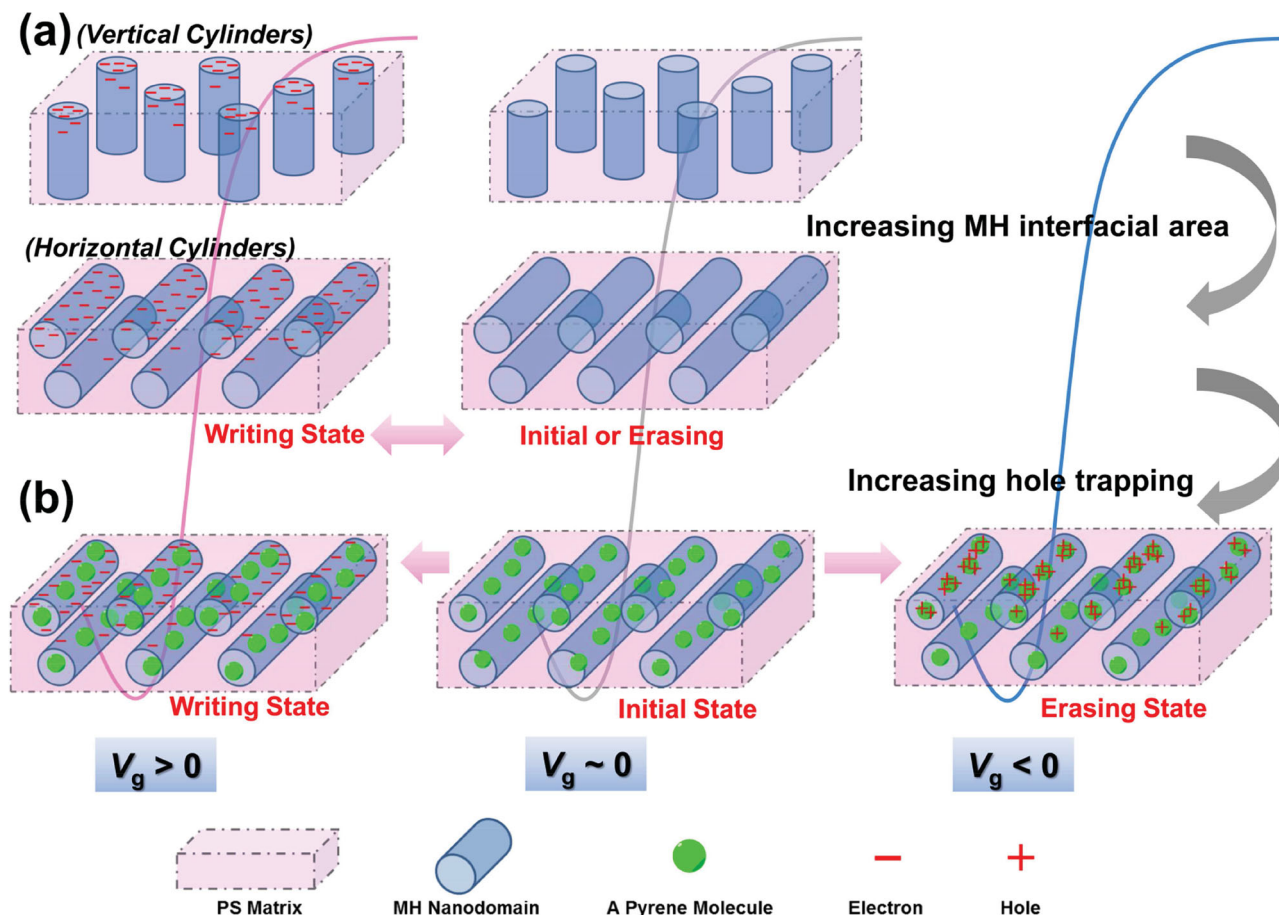 (a) (Vertical Cylinders)
Increasing MH interfacial area
(Horizontal Cylinders)
Writing State
Initial or Erasing
Increasing hole trapping
(b)
Writing State
Initial State
Erasing State
Vg > 0
Vg ~ 0
Vg < 0
− +
PS Matrix
MH Nanodomain
A Pyrene Molecule
Electron
Hole